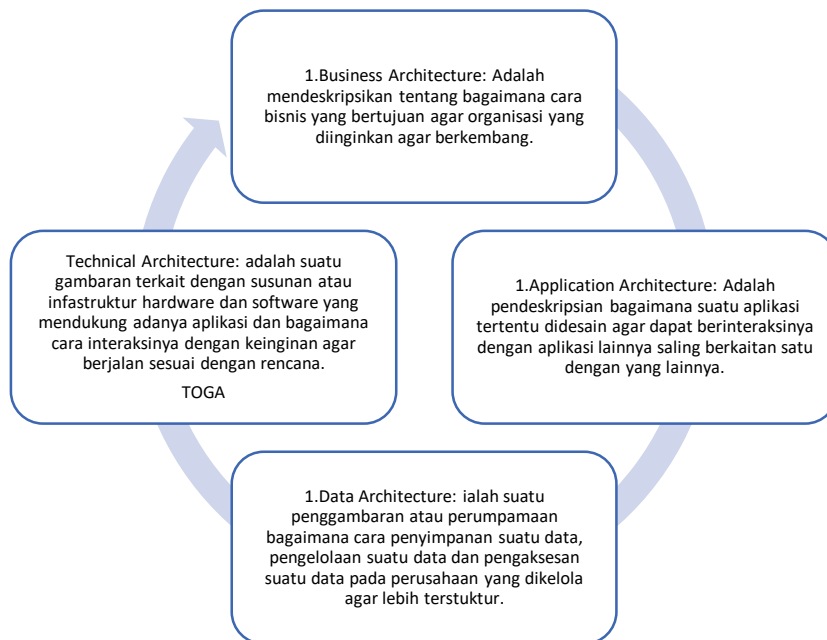 1.Business Architecture: Adalah
mendeskripsikan tentang bagaimana cara
bisnis yang bertujuan agar organisasi yang
diinginkan agar berkembang.
1.Application Architecture: Adalah
pendeskripsian bagaimana suatu aplikasi
tertentu didesain agar dapat berinteraksinya
dengan aplikasi lainnya saling berkaitan satu
dengan yang lainnya.
1.Data Architecture: ialah suatu
penggambaran atau perumpamaan
bagaimana cara penyimpanan suatu data,
pengelolaan suatu data dan pengaksesan
suatu data pada perusahaan yang dikelola
agar lebih terstuktur.
Technical Architecture: adalah suatu
gambaran terkait dengan susunan atau
infastruktur hardware dan software yang
mendukung adanya aplikasi dan bagaimana
cara interaksinya dengan keinginan agar
berjalan sesuai dengan rencana.
TOGA